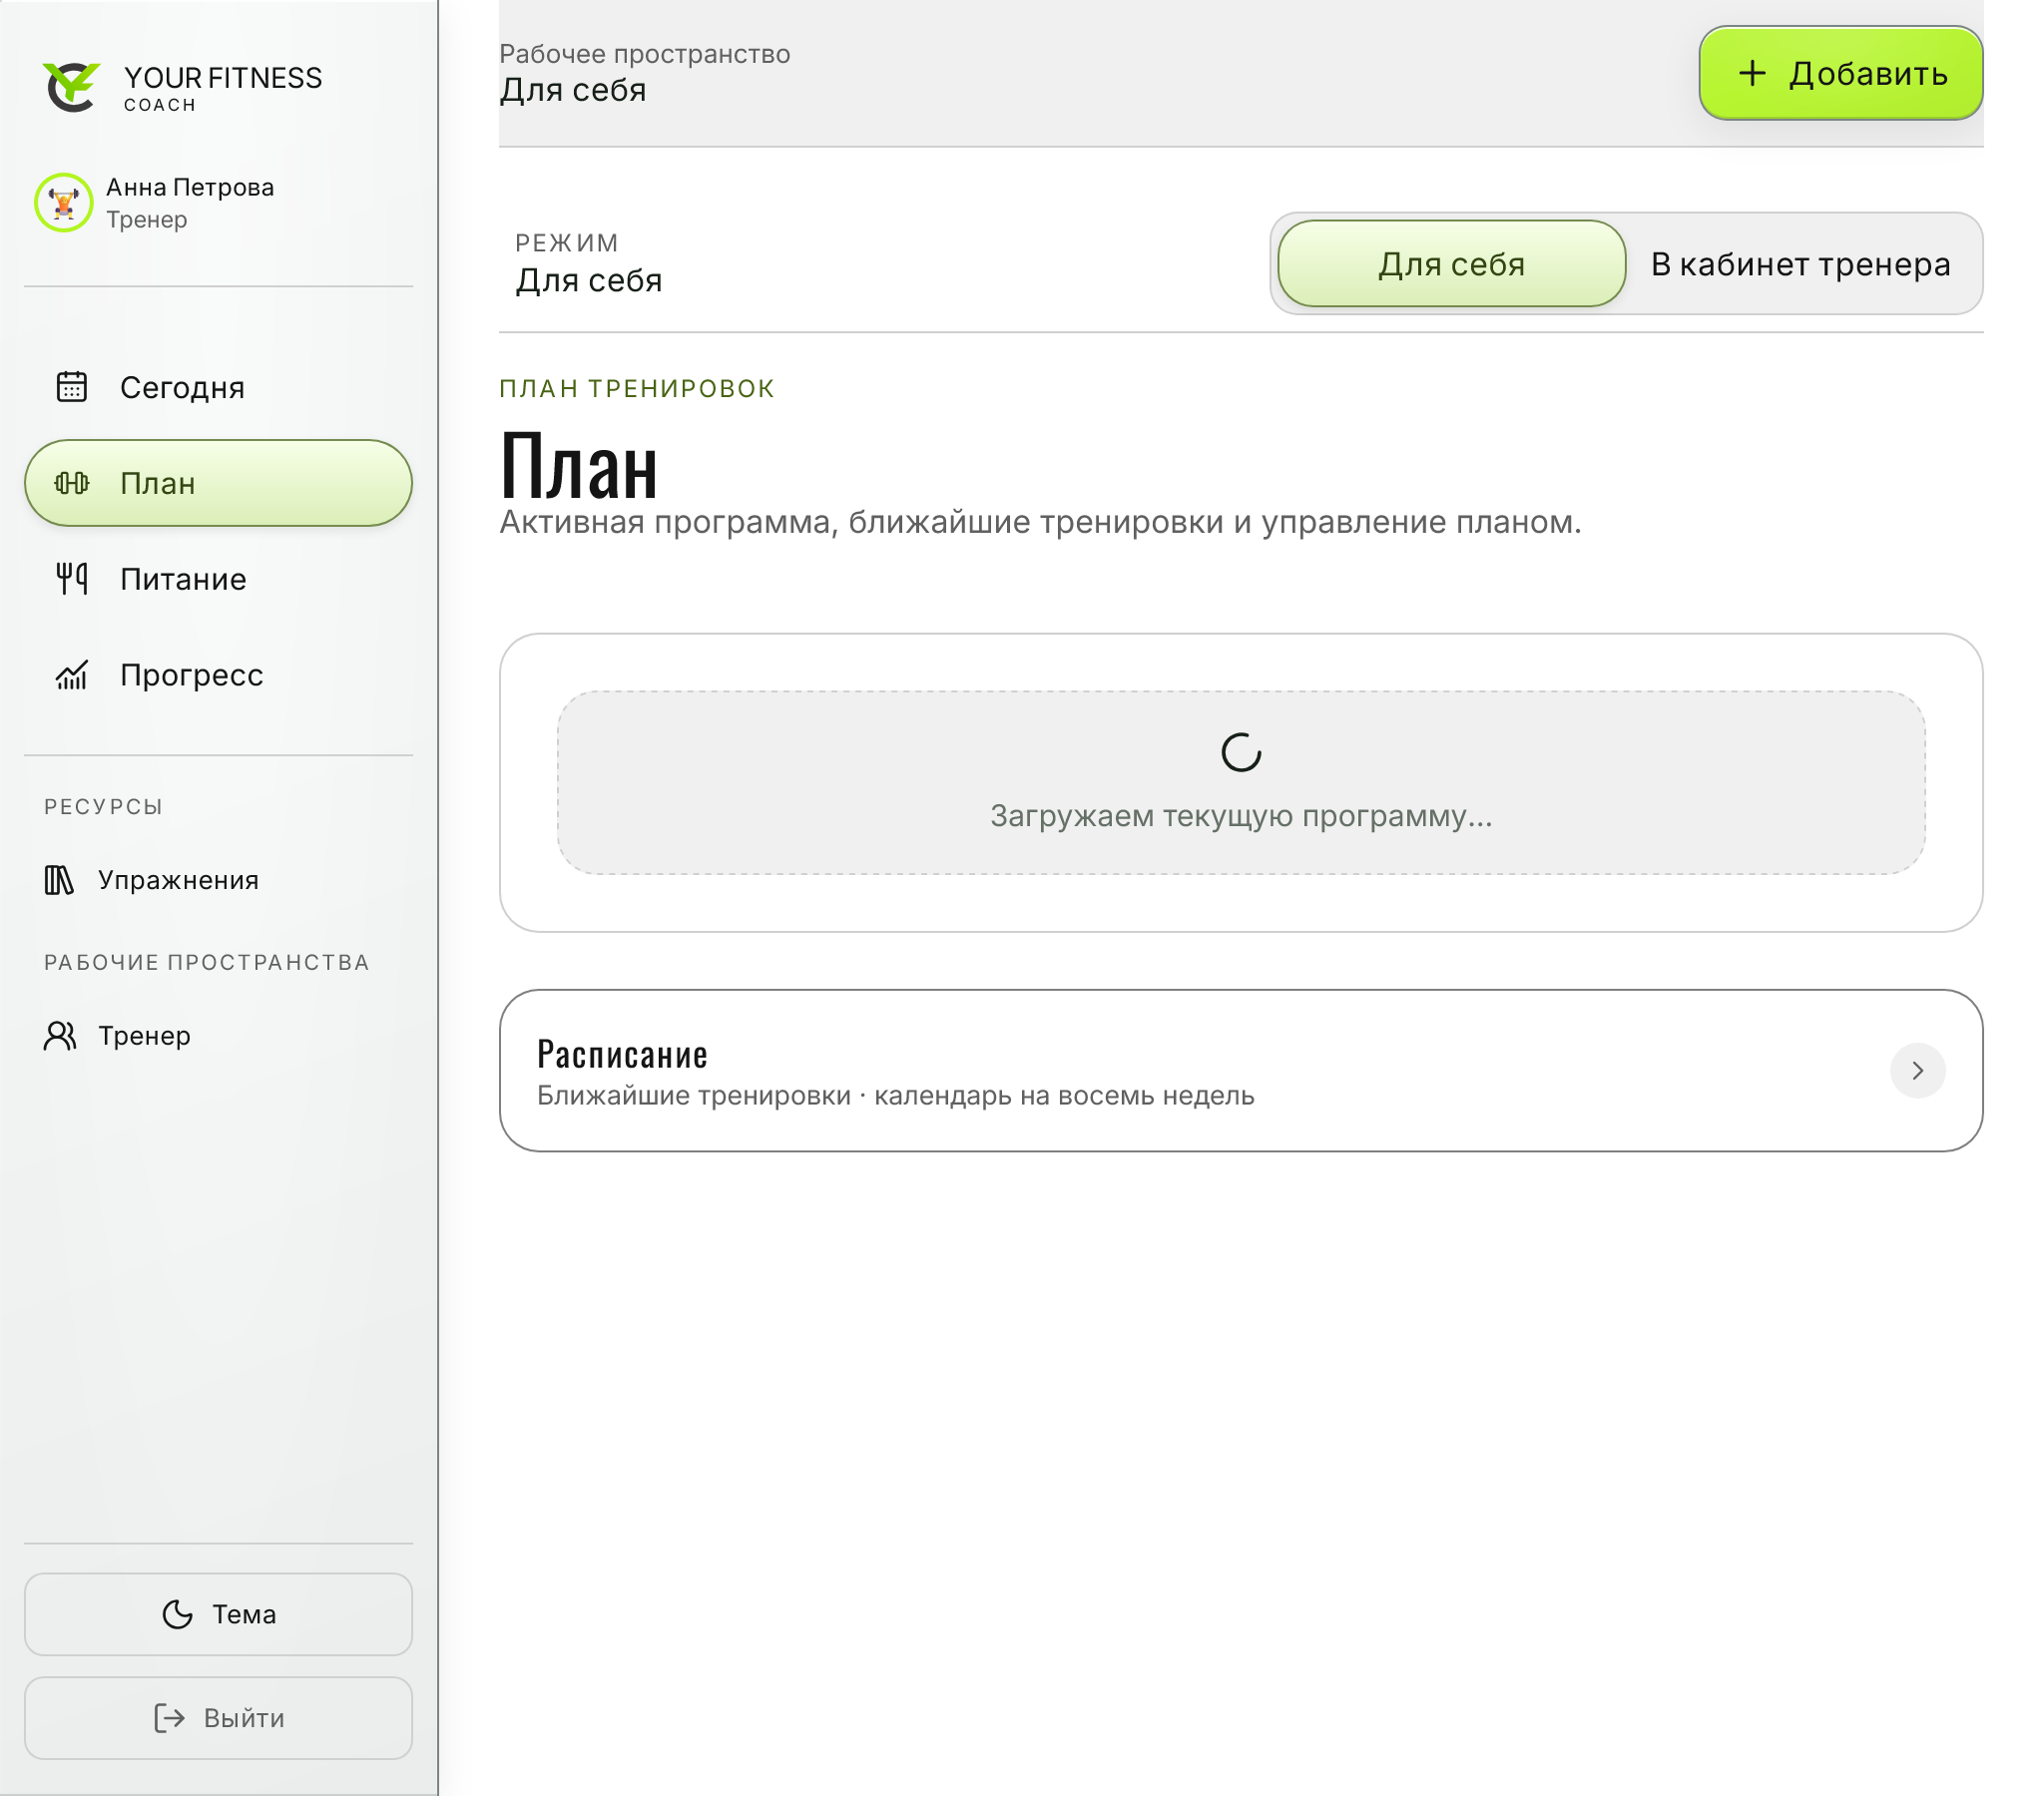 YOUR FITNESS
COACH
Анна Петрова
Тренер
Сегодня
План
Питание
Прогресс
РЕСУРСЫ
Упражнения
РАБОЧИЕ ПРОСТРАНСТВА
Тренер
Тема
Выйти
Рабочее пространство
Для себя
Добавить
РЕЖИМ
Для себя
Для себя
В кабинет тренера
ПЛАН ТРЕНИРОВОК
План
Активная программа, ближайшие тренировки и управление планом.
Загружаем текущую программу...
Расписание
Ближайшие тренировки · календарь на восемь недель